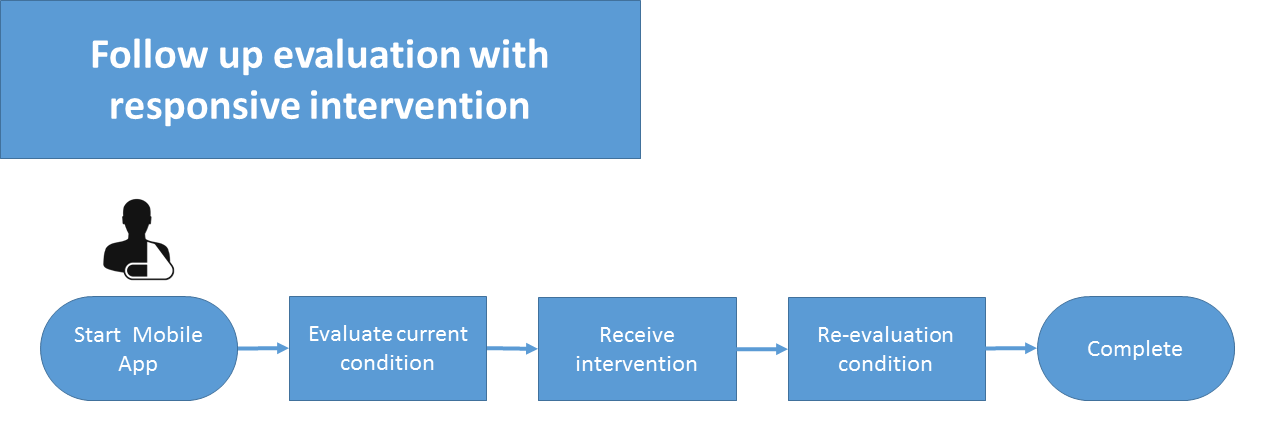 Follow up evaluation with
responsive intervention
Start Mobile
App
Evaluate current
condition
Receive
intervention
Re-evaluation
condition
Complete